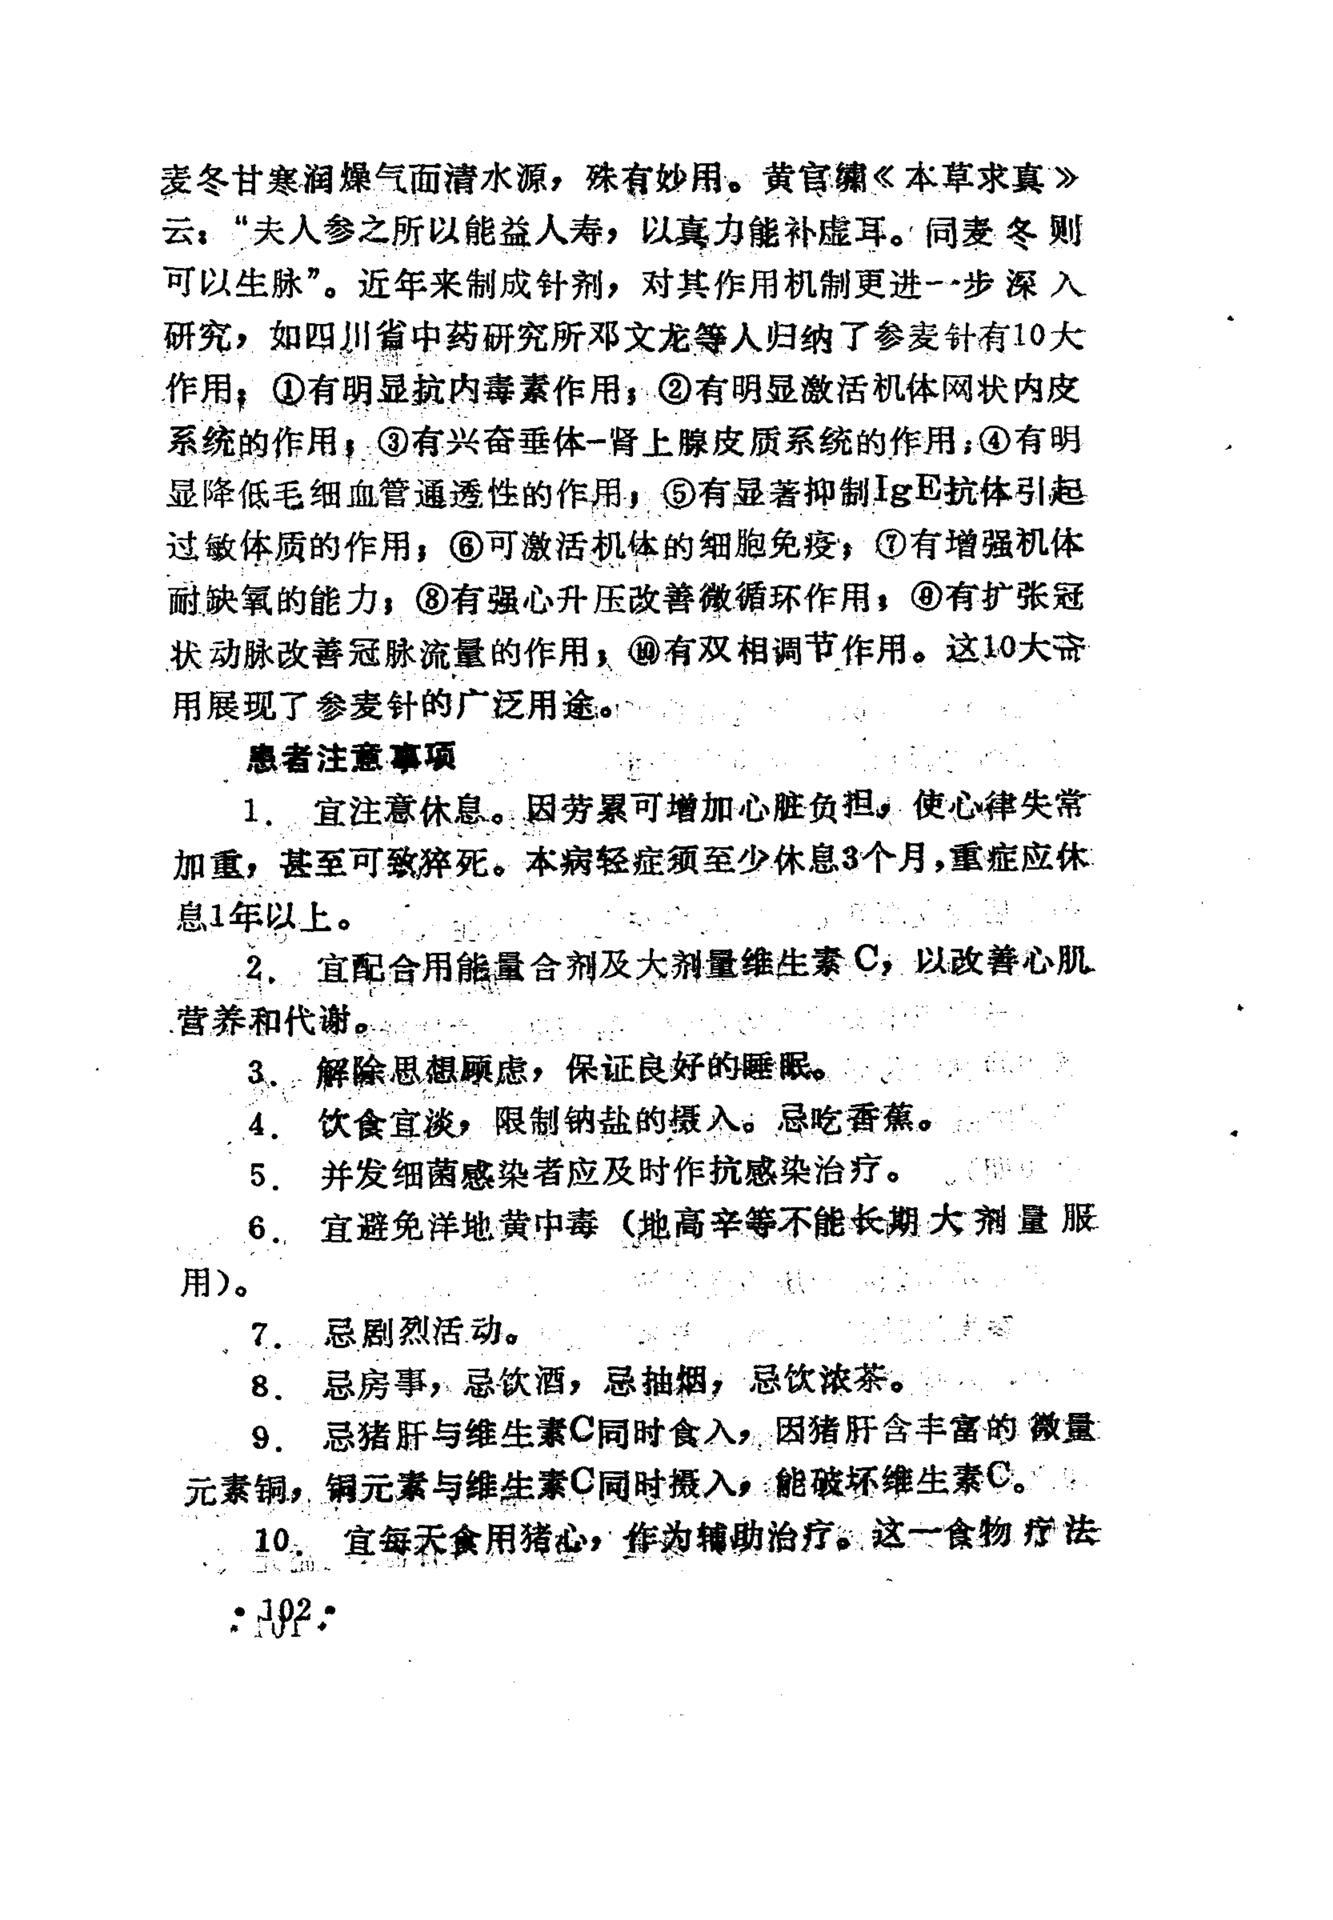 麦冬甘寒润燥气而清水源，殊有妙用。黄官绣《本草求真》
云：“夫人参之所以能益人寿，以真力能补虚耳。同麦冬则
可以生脉”。近年来制成针剂，对其作用机制更进一步深入
研究，如四川省中药研究所邓文龙等人归纳了参麦针有10大
作用：①有明显抗内毒素作用；②有明显激活机体网状内皮
系统的作用；③有兴奋垂体-肾上腺皮质系统的作用；④有明
显降低毛细血管通透性的作用；⑤有显著抑制IgE抗体引起
过敏体质的作用；⑥可激活机体的细胞免疫；⑦有增强机体
耐缺氧的能力；⑧有强心升压改善微循环作用；⑨有扩张冠
状动脉改善冠脉流量的作用；⑩有双相调节作用。这10大
用展现了参麦针的广泛用途。
患者注意事项
1. 宜注意休息。因劳累可增加心脏负担，使心律失常
加重，甚至可致猝死。本病轻症须至少休息3个月，重症应休
息1年以上。
2. 宜配合用能量合剂及大剂量维生素C，以改善心肌
营养和代谢。
3. 解除思想顾虑，保证良好的睡眠。
4. 饮食宜淡，限制钠盐的摄入。忌吃香蕉。
5. 并发细菌感染者应及时作抗感染治疗。
6. 宜避免洋地黄中毒（地高辛等不能长期大剂量服
用）。
7. 忌剧烈活动。
8. 忌房事，忌饮酒，忌抽烟，忌饮浓茶。
9. 忌猪肝与维生素C同时食入，因猪肝含丰富的微量
元素铜，铜元素与维生素C同时摄入，能破坏维生素C。
10. 宜每天食用猪心，作为辅助治疗。这一食物疗法
·102·